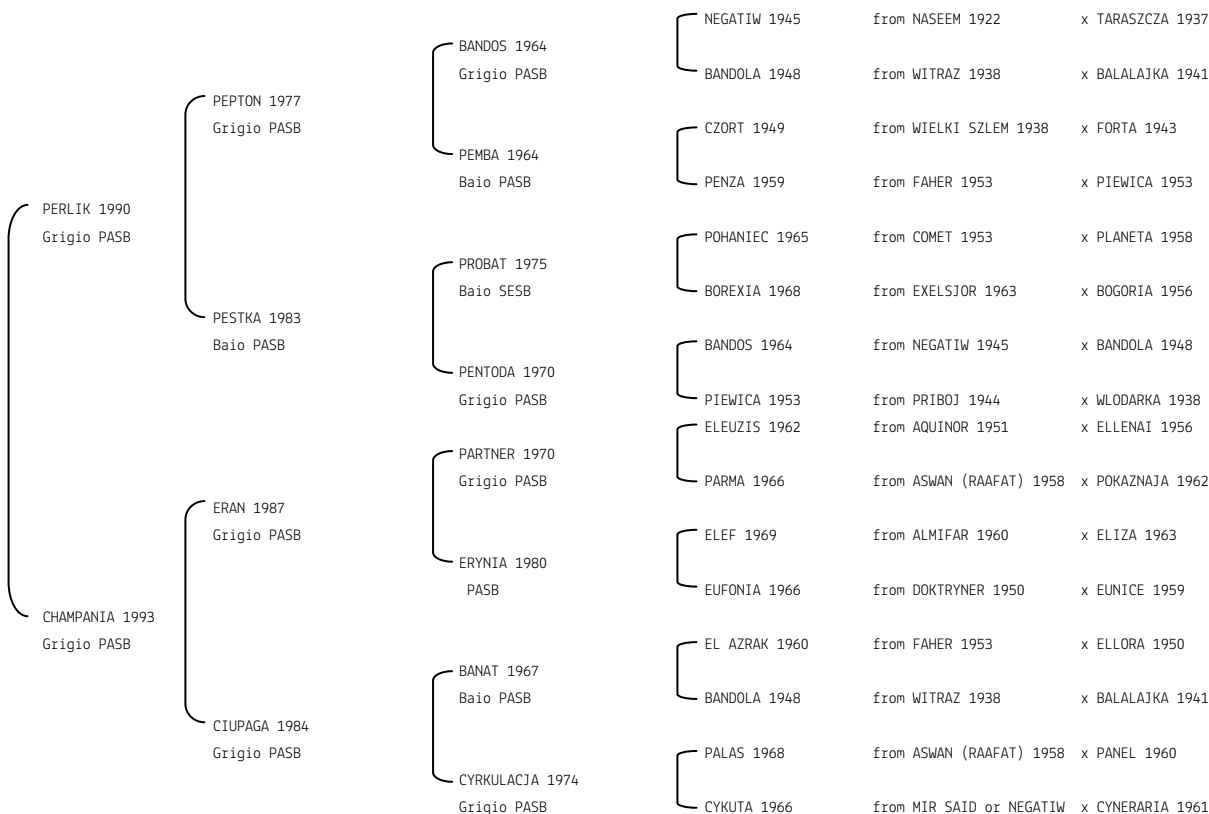 NEGATIW 1945 from NASEEM 1922 x TARASZCZA 1937
BANDOS 1964
Grigio PASB BANDOLA 1948 from WITRAZ 1938 x BALALAJKA 1941
PEPTON 1977
Grigio PASB CZORT 1949 from WIELKI SZLEM 1938 x FORTA 1943
PEMBA 1964
Baio PASB PENZA 1959 from FAHER 1953 x PIEWICA 1953
PERLIK 1990
Grigio PASB POHANIEC 1965 from COMET 1953 x PLANETA 1958
PROBAT 1975
Baio SESB BOREXIA 1968 from EXELSJOR 1963 x BOGORIA 1956
PESTKA 1983
Baio PASB BANDOS 1964 from NEGATIW 1945 x BANDOLA 1948
PENTODA 1970
Grigio PASB PIEWICA 1953 from PRIBOJ 1944 x WLODARKA 1938
ELEUZIS 1962 from AQUINOR 1951 x ELLENAI 1956
PARTNER 1970
Grigio PASB PARMA 1966 from ASWAN (RAAFAT) 1958 x POKAZNAJA 1962
ERAN 1987
Grigio PASB ELEF 1969 from ALMIFAR 1960 x ELIZA 1963
ERYNIA 1980
PASB EUFONIA 1966 from DOKTRYNER 1950 x EUNICE 1959
CHAMPANIA 1993
Grigio PASB EL AZRAK 1960 from FAHER 1953 x ELLORA 1950
BANAT 1967
Baio PASB BANDOLA 1948 from WITRAZ 1938 x BALALAJKA 1941
CIUPAGA 1984
Grigio PASB PALAS 1968 from ASWAN (RAAFAT) 1958 x PANEL 1960
CYRKULACJA 1974
Grigio PASB CYKUTA 1966 from MIR SAID or NEGATIW x CYNERARIA 1961